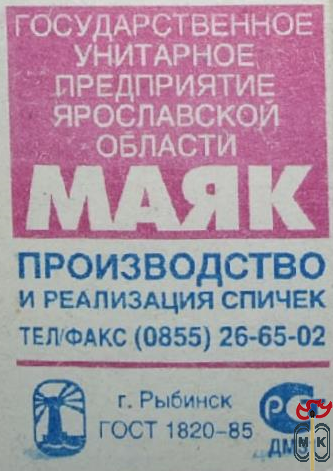 ГОСУДАРСТВЕННОЕ
УНИТАРНОЕ
ПРЕДПРИЯТИЕ
ЯРОСЛАВСКОЙ
ОБЛАСТИ
МАЯК
ПРОИЗВОДСТВО
И РЕАЛИЗАЦИЯ СПИЧЕК
ТЕЛ/ФАКС (0855) 26-65-02
г. Рыбинск
ГОСТ 1820-85
М К